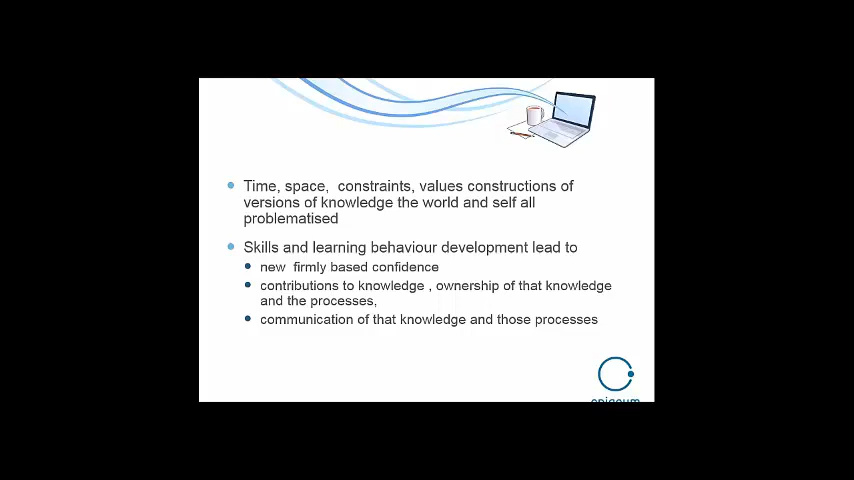 Time, space, constraints, values constructions of
versions of knowledge the world and self all
problematised
Skills and learning behaviour development lead to
new firmly based confidence
contributions to knowledge , ownership of that knowledge
and the processes,
communication of that knowledge and those processes
epigeum